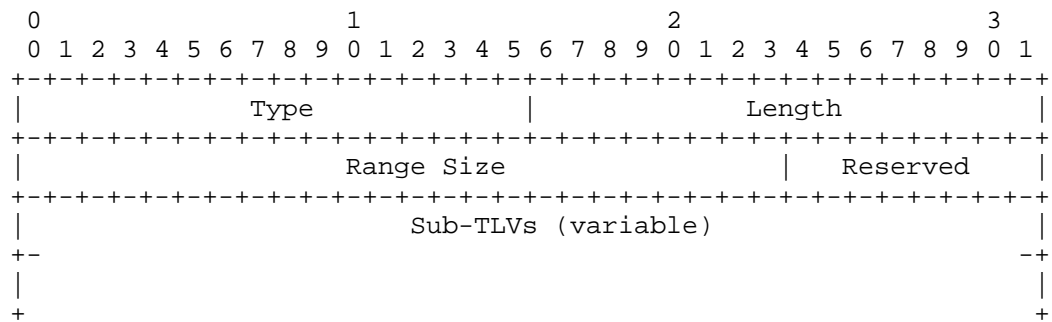 0                   1                   2                   3
 0 1 2 3 4 5 6 7 8 9 0 1 2 3 4 5 6 7 8 9 0 1 2 3 4 5 6 7 8 9 0 1
+-+-+-+-+-+-+-+-+-+-+-+-+-+-+-+-+-+-+-+-+-+-+-+-+-+-+-+-+-+-+-+-+
|              Type             |             Length            |
+-+-+-+-+-+-+-+-+-+-+-+-+-+-+-+-+-+-+-+-+-+-+-+-+-+-+-+-+-+-+-+-+
|                    Range Size                 |   Reserved    |
+-+-+-+-+-+-+-+-+-+-+-+-+-+-+-+-+-+-+-+-+-+-+-+-+-+-+-+-+-+-+-+-+
|                        Sub-TLVs (variable)                    |
+-                                                             -+
|                                                               |
+                                                               +